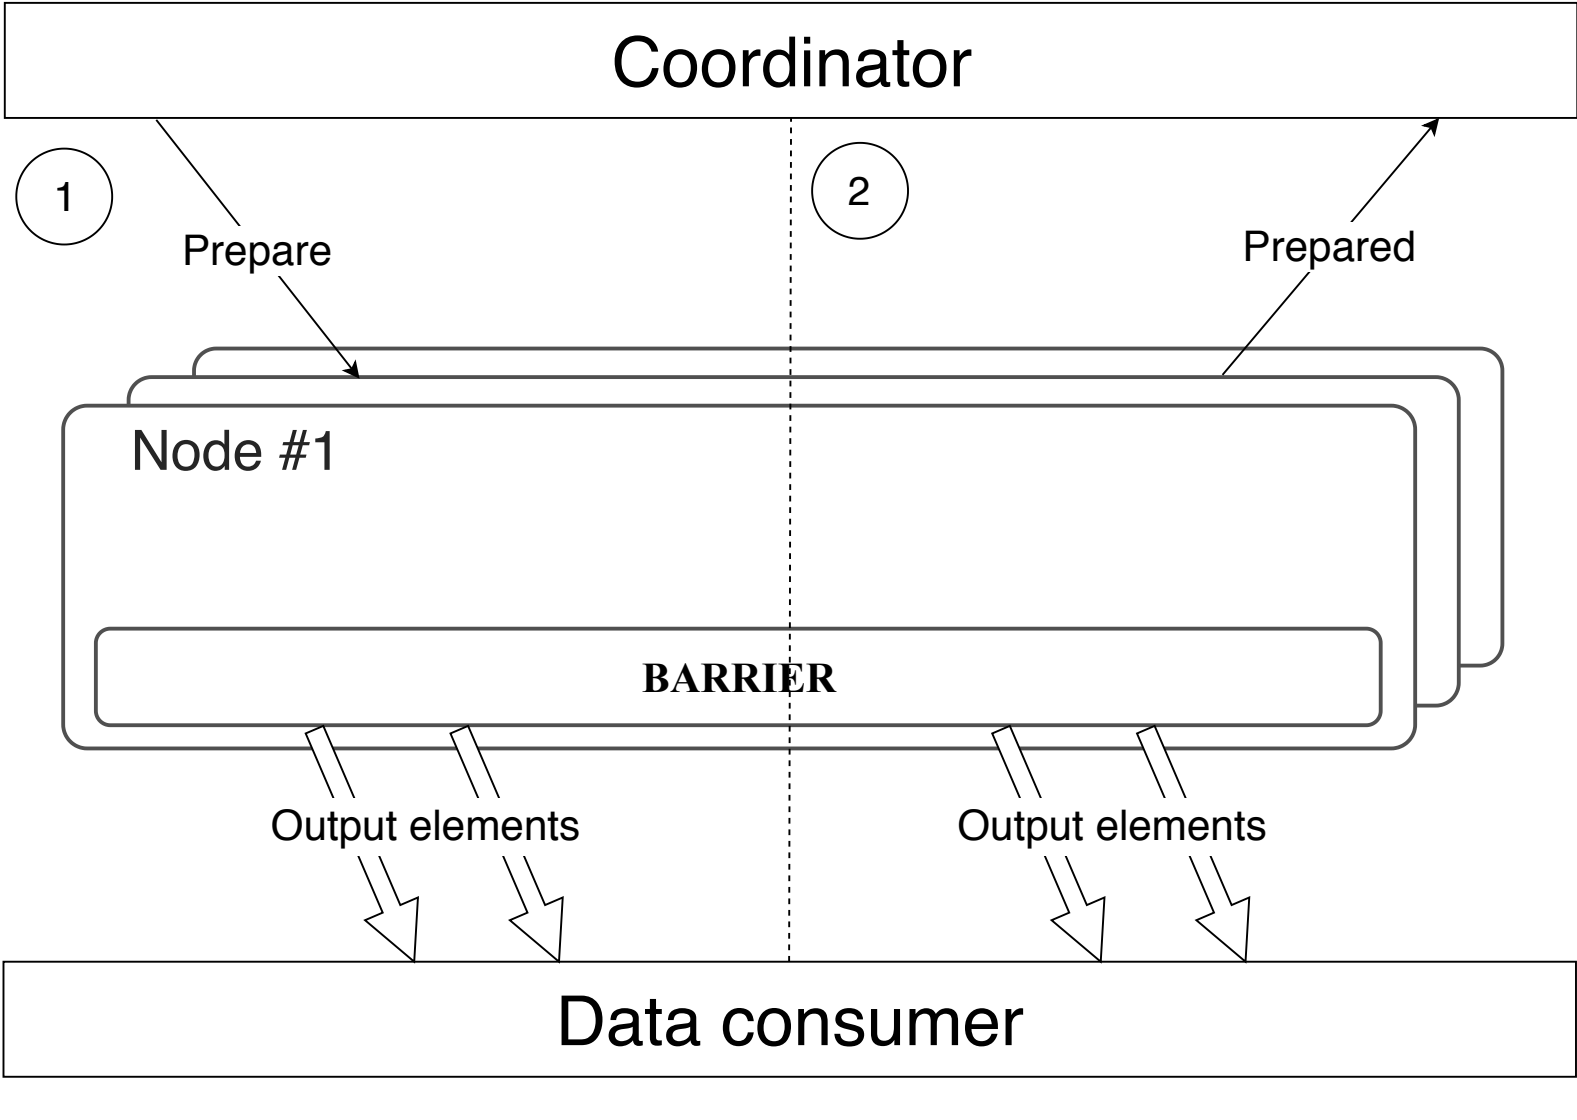 Coordinator
1
2
Prepare
Prepared
Node #1
BARRIER
Output elements
Output elements
Data consumer